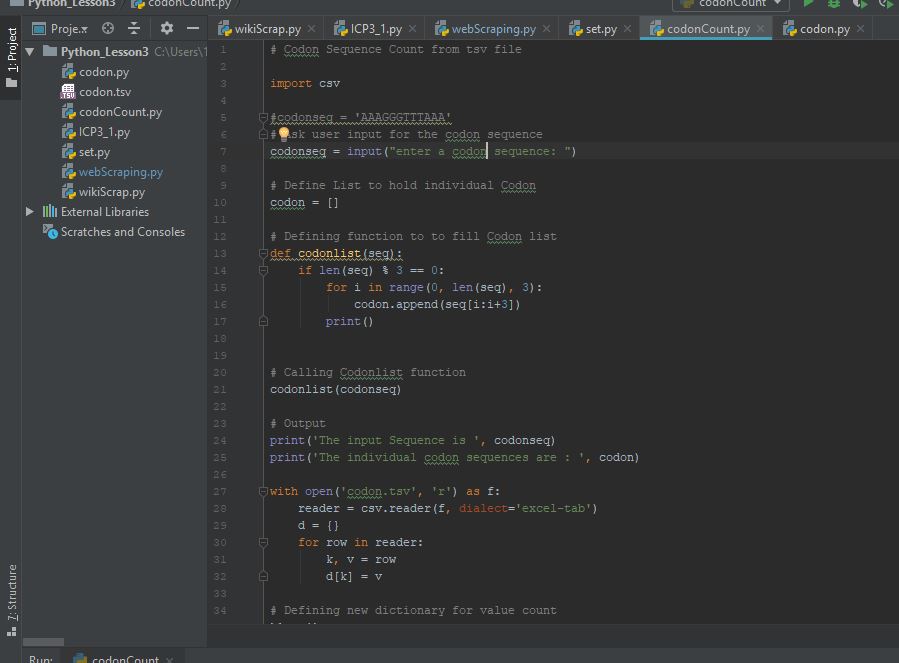 Python_Lesson3 codonCount.py codonCount
Proje..
wikiScrap.py ICP3_1.py webScraping.py set.py codonCount.py codon.py
1: Project
Python_Lesson3 C:\Users\1
codon.py
codon.tsv
codonCount.py
ICP3_1.py
set.py
webScraping.py
wikiScrap.py
External Libraries
Scratches and Consoles
7: Structure
1 # Codon Sequence Count from tsv file
2
3 import csv
4
5 #codonseq = 'AAAGGGTTTAAA'
6 # ask user input for the codon sequence
7 codonseq = input("enter a codon sequence: ")
8
9 # Define List to hold individual Codon
10 codon = []
11
12 # Defining function to to fill Codon list
13 def codonlist(seq):
14 if len(seq) % 3 == 0:
15 for i in range(0, len(seq), 3):
16 codon.append(seq[i:i+3])
17 print()
18
19
20 # Calling Codonlist function
21 codonlist(codonseq)
22
23 # Output
24 print('The input Sequence is ', codonseq)
25 print('The individual codon sequences are : ', codon)
26
27 with open('codon.tsv', 'r') as f:
28 reader = csv.reader(f, dialect='excel-tab')
29 d = {}
30 for row in reader:
31 k, v = row
32 d[k] = v
33
34 # Defining new dictionary for value count
Run: codonCount